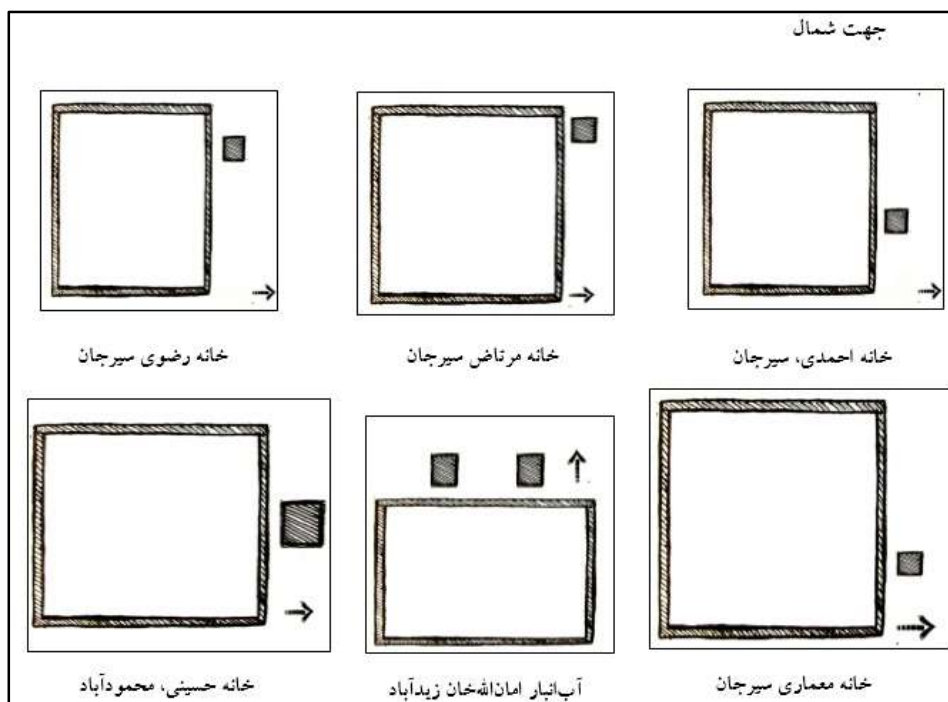 جهت شمال
خانه احمدی، سیرجان
خانه مرتاض سیرجان
خانه رضوی سیرجان
خانه معماری سیرجان
آب‌انبار امان‌الله‌خان زیدآباد
خانه حسینی، محمودآباد